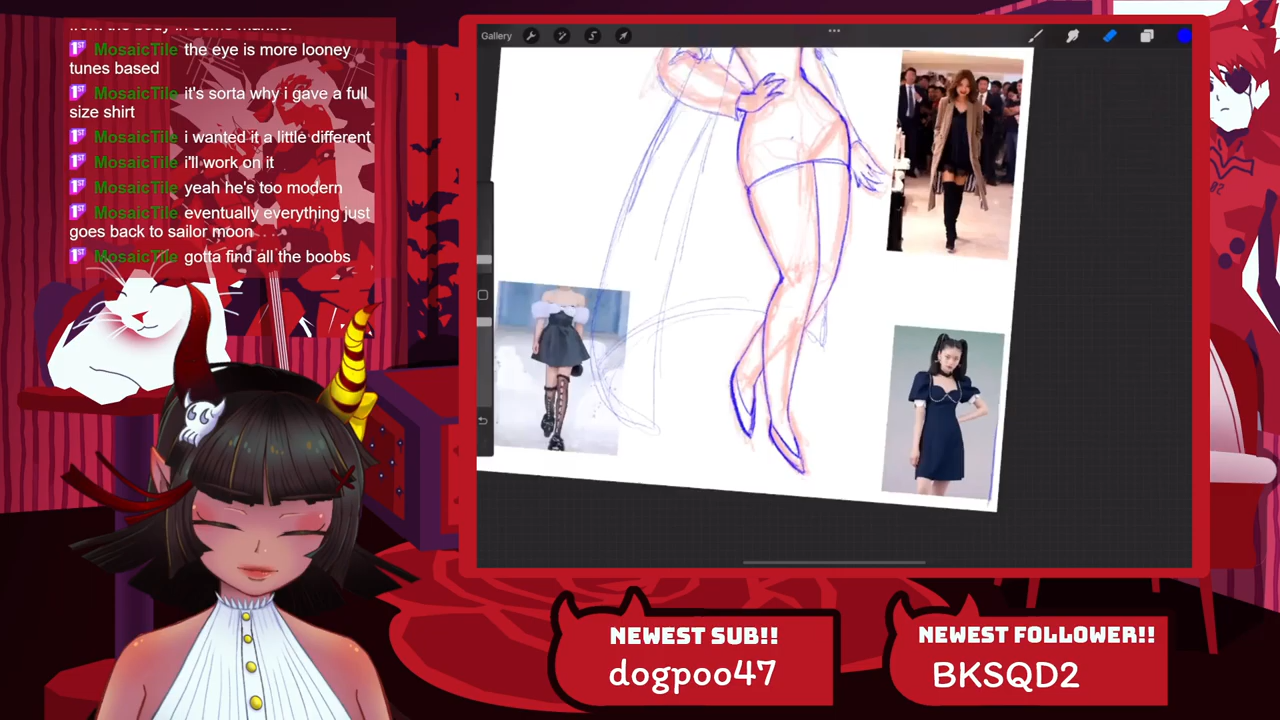 MosaicTile the eye is more looney
tunes based
MosaicTile it's sorta why i gave a full
size shirt
MosaicTile i wanted it a little different
MosaicTile i'll work on it
MosaicTile yeah he's too modern
MosaicTile eventually everything just
goes back to sailor moon
MosaicTile gotta find all the boobs
Gallery
NEWEST SUB!!
dogpoo47
NEWEST FOLLOWER!!
BKSQD2